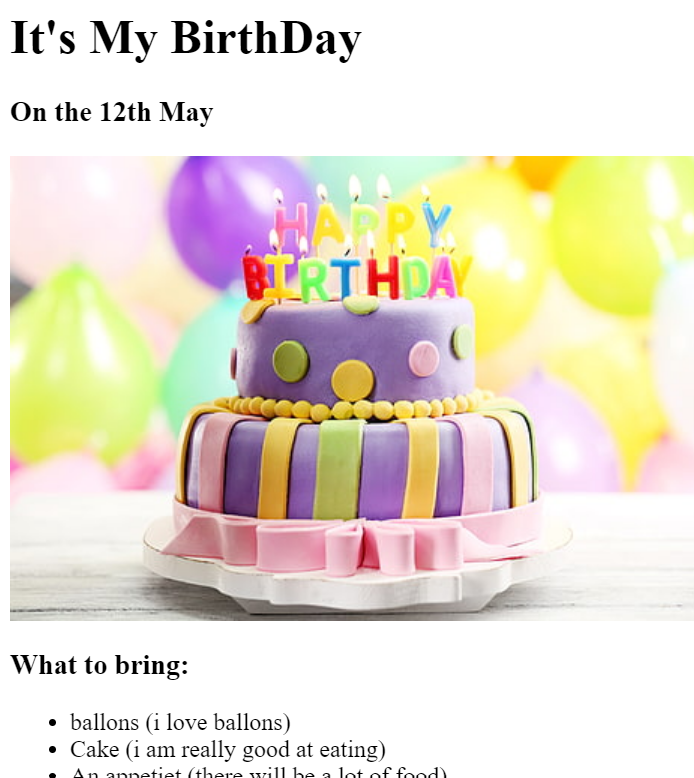 It's My BirthDay
On the 12th May
HAPPY
BIRTHDAY
What to bring:
ballons (i love ballons)
Cake (i am really good at eating)
An appetiet (there will be a lot of food)